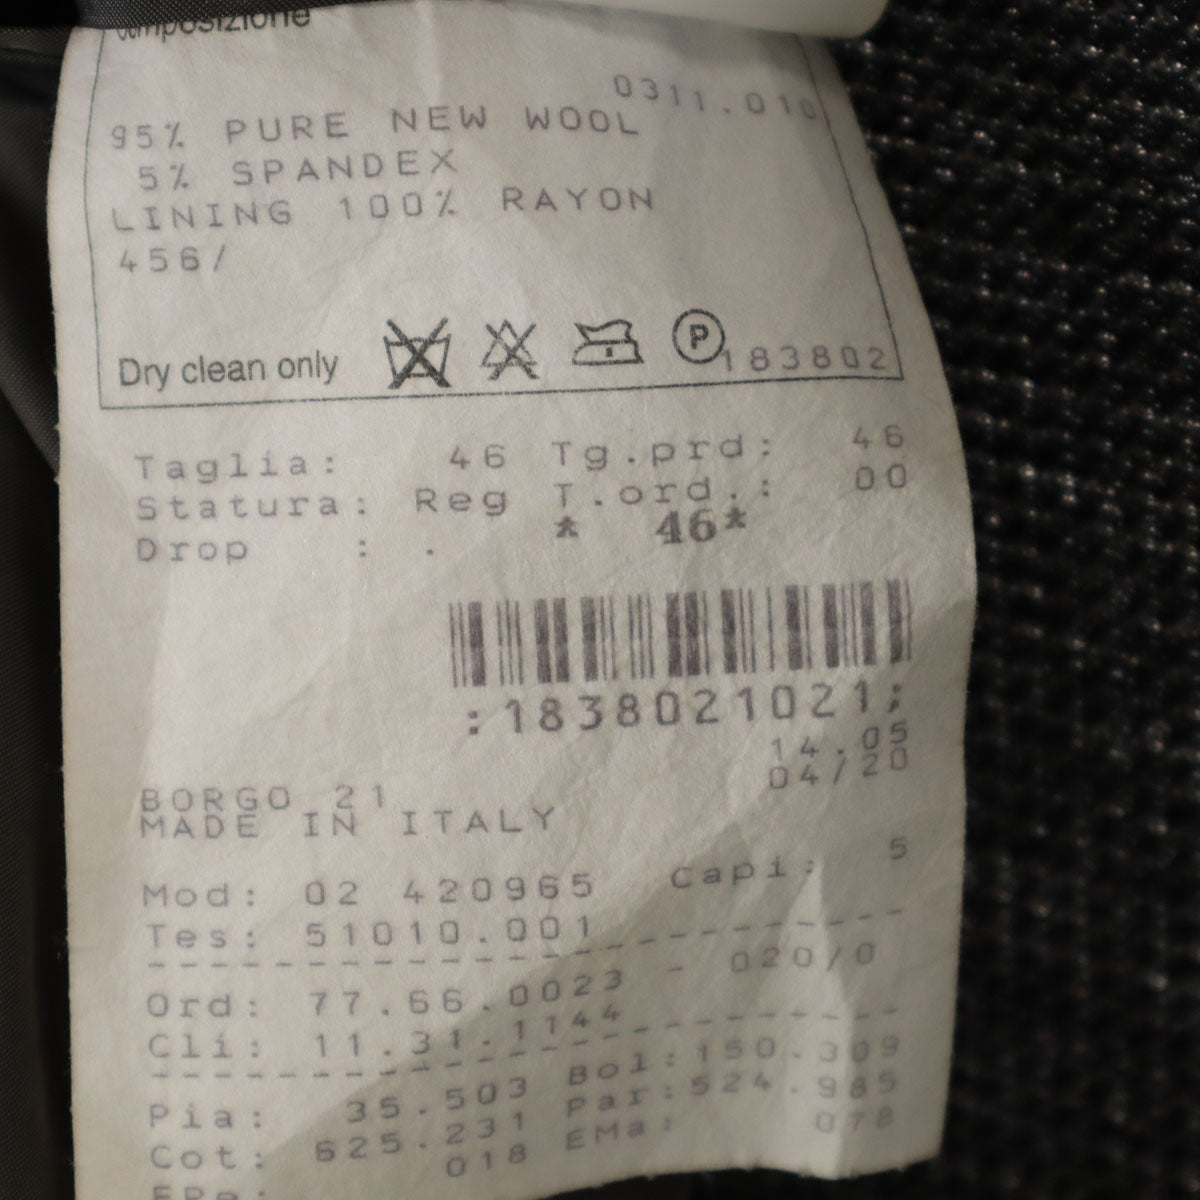 composizione
0311.010
95% PURE NEW WOOL
5% SPANDEX
LINING 100% RAYON
456/
Dry clean only P 183802
Taglia: 46 Tg.prd: 46
Statura: Reg T.ord.: 00
Drop : . * 46*
:1838021021;
14.05
04/20
BORGO 21
MADE IN ITALY
Mod: 02 420965 Capi: 5
Tes: 51010.001
Ord: 77.66.0023 - 020/0
Cli: 11.31.1144
Pia: 35.503 Bol:150.309
Cot: 625.231 Par:524.985
018 EMa: 078